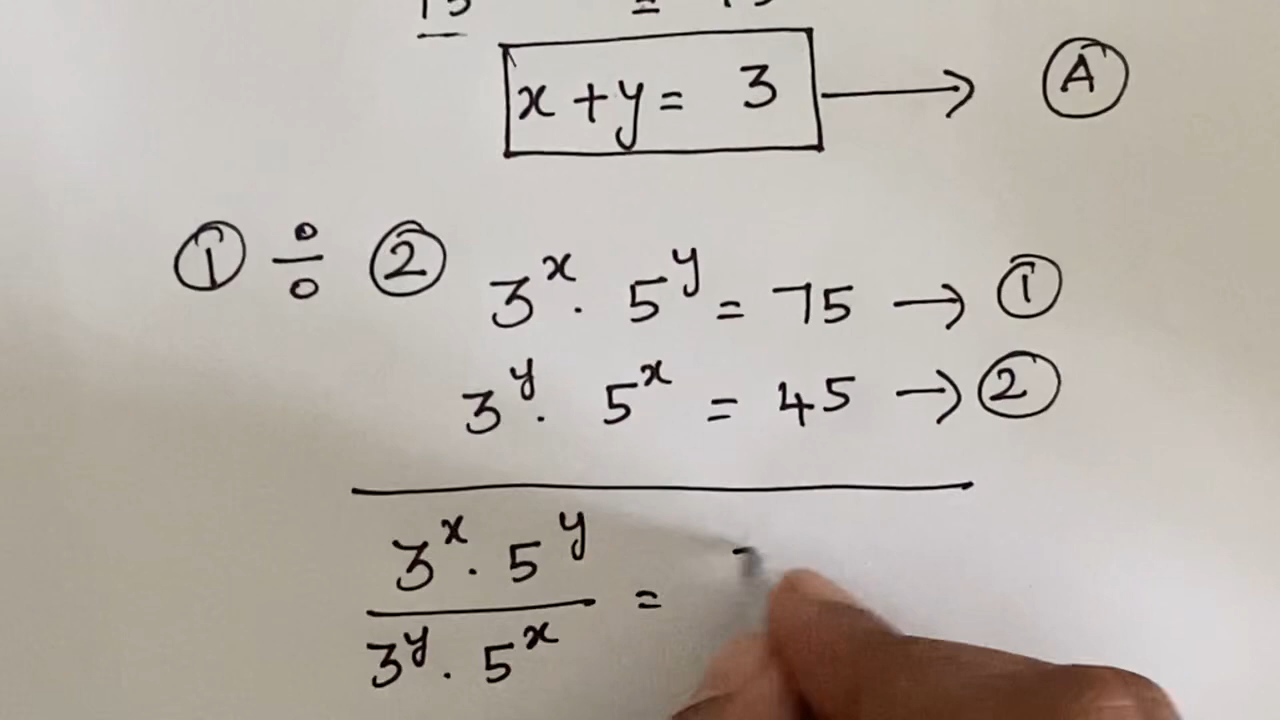 x + y = 3 → Ⓐ
① ÷ ② 3^x · 5^y = 75 → ①
3^y · 5^x = 45 → ②
3^x · 5^y
3^y · 5^x =